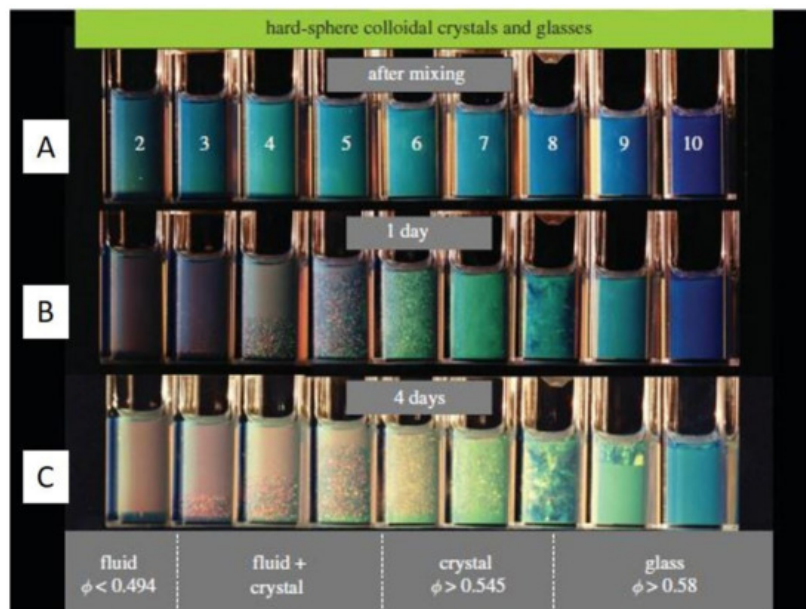 hard-sphere colloidal crystals and glasses
after mixing
A
2 3 4 5 6 7 8 9 10
1 day
B
4 days
C
fluid fluid + crystal glass
ϕ < 0.494 crystal ϕ > 0.545 ϕ > 0.58